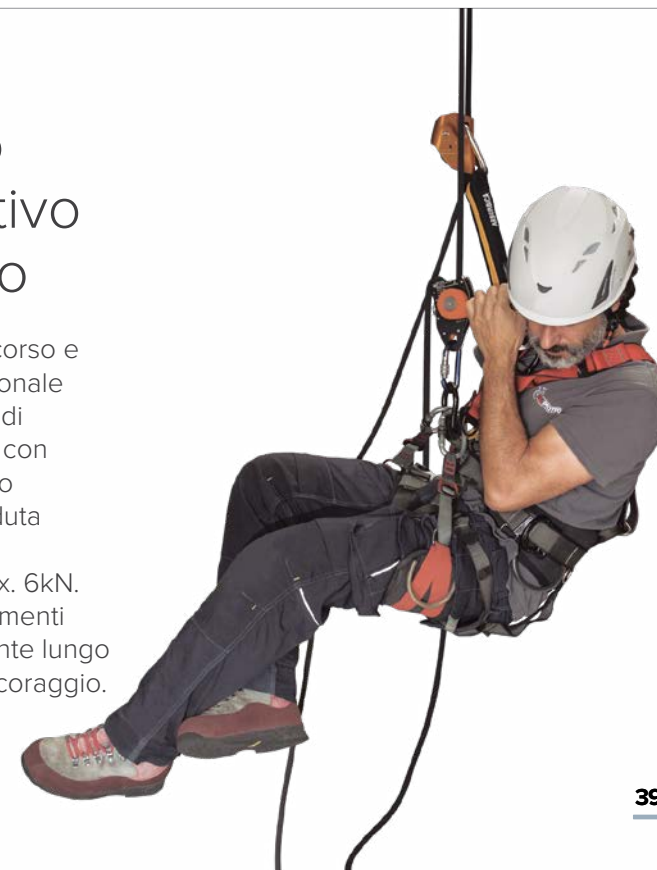 o
tivo
o
corso e
onale
di
con
o
duta
x. 6kN.
menti
nte lungo
coraggio.
39